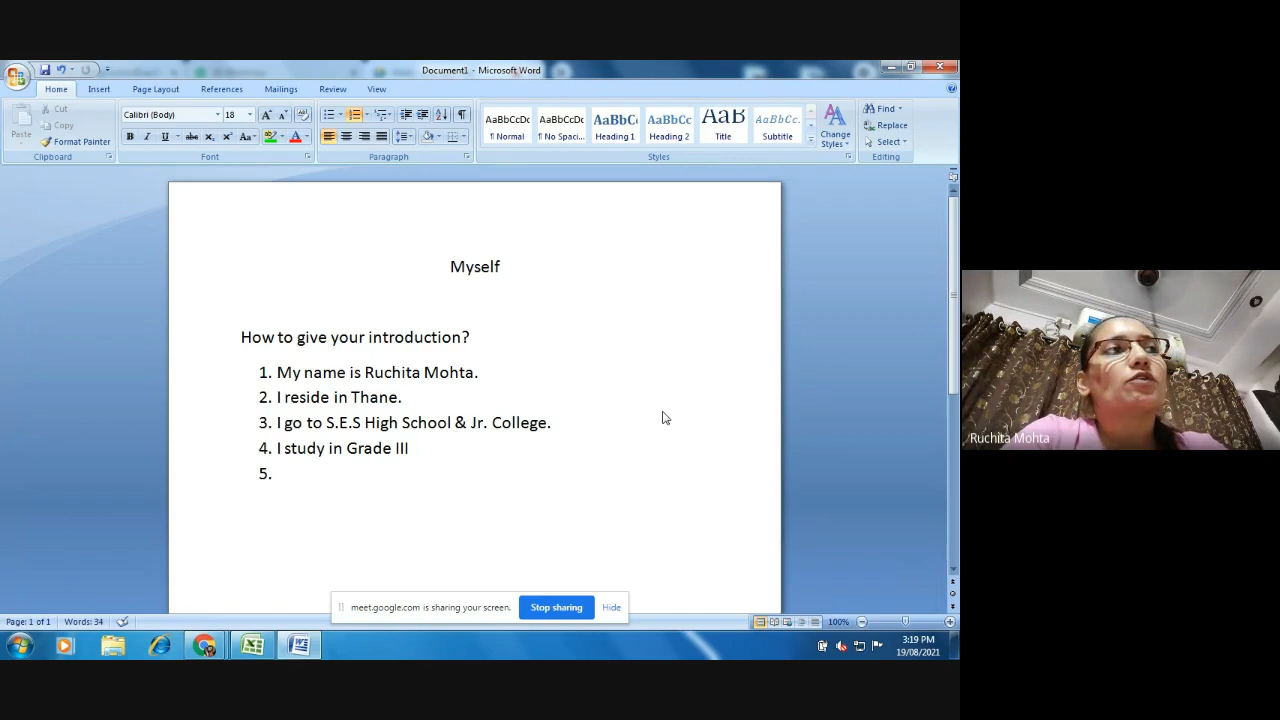 Document1 - Microsoft Word
Home Insert Page Layout References Mailings Review View
Cut
Copy
Paste
Format Painter
Clipboard
Calibri (Body) 18
Font
Paragraph
AaBbCcDc AaBbCcDc AaBbC AaBbCc AaB AaBbCc.
¶ Normal ¶ No Spaci... Heading 1 Heading 2 Title Subtitle
Change Styles
Styles
Find
Replace
Select
Editing
Myself
How to give your introduction?
1. My name is Ruchita Mohta.
2. I reside in Thane.
3. I go to S.E.S High School & Jr. College.
4. I study in Grade III
5.
Ruchita Mohta
meet.google.com is sharing your screen. Stop sharing Hide
Page: 1 of 1 Words: 34 100%
3:19 PM
19/08/2021